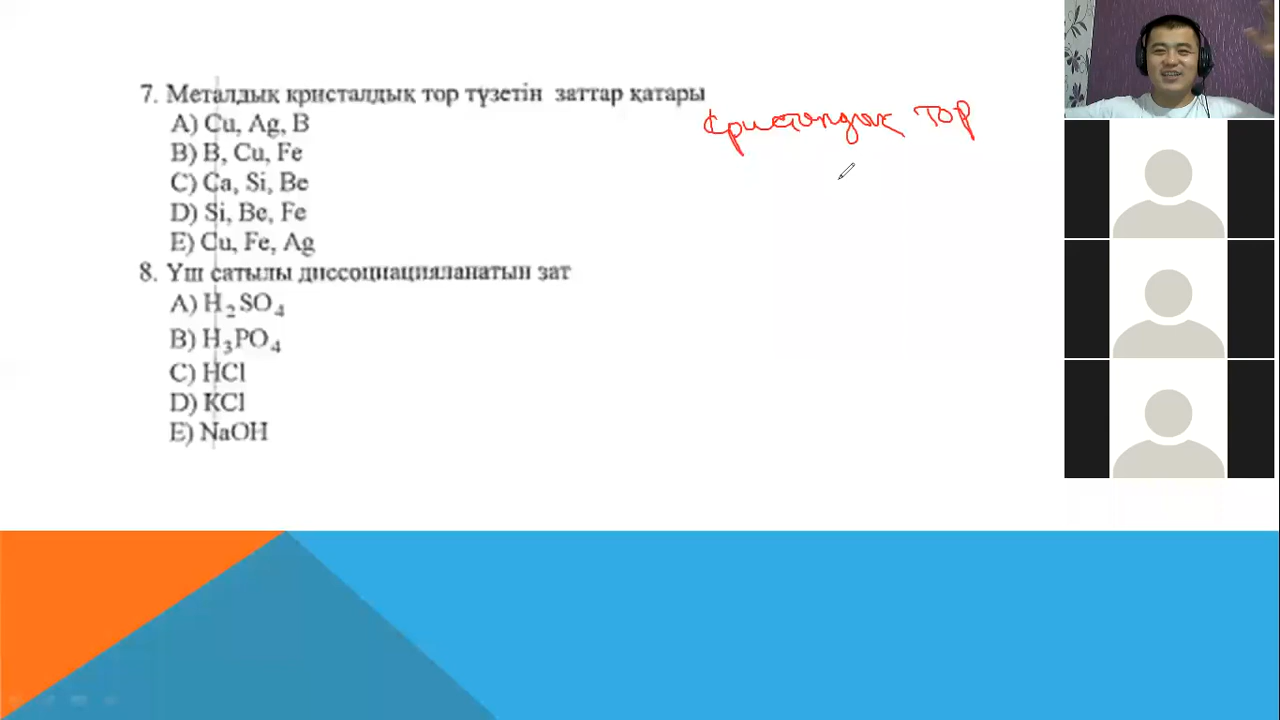 7. Металдық кристалдық тор түзетін заттар қатары
A) Cu, Ag, B
B) B, Cu, Fe
C) Ca, Si, Be
D) Si, Be, Fe
E) Cu, Fe, Ag
Кристалдық тор
8. Үш сатылы диссоциацияланатын зат
A) H₂SO₄
B) H₃PO₄
C) HCl
D) KCl
E) NaOH